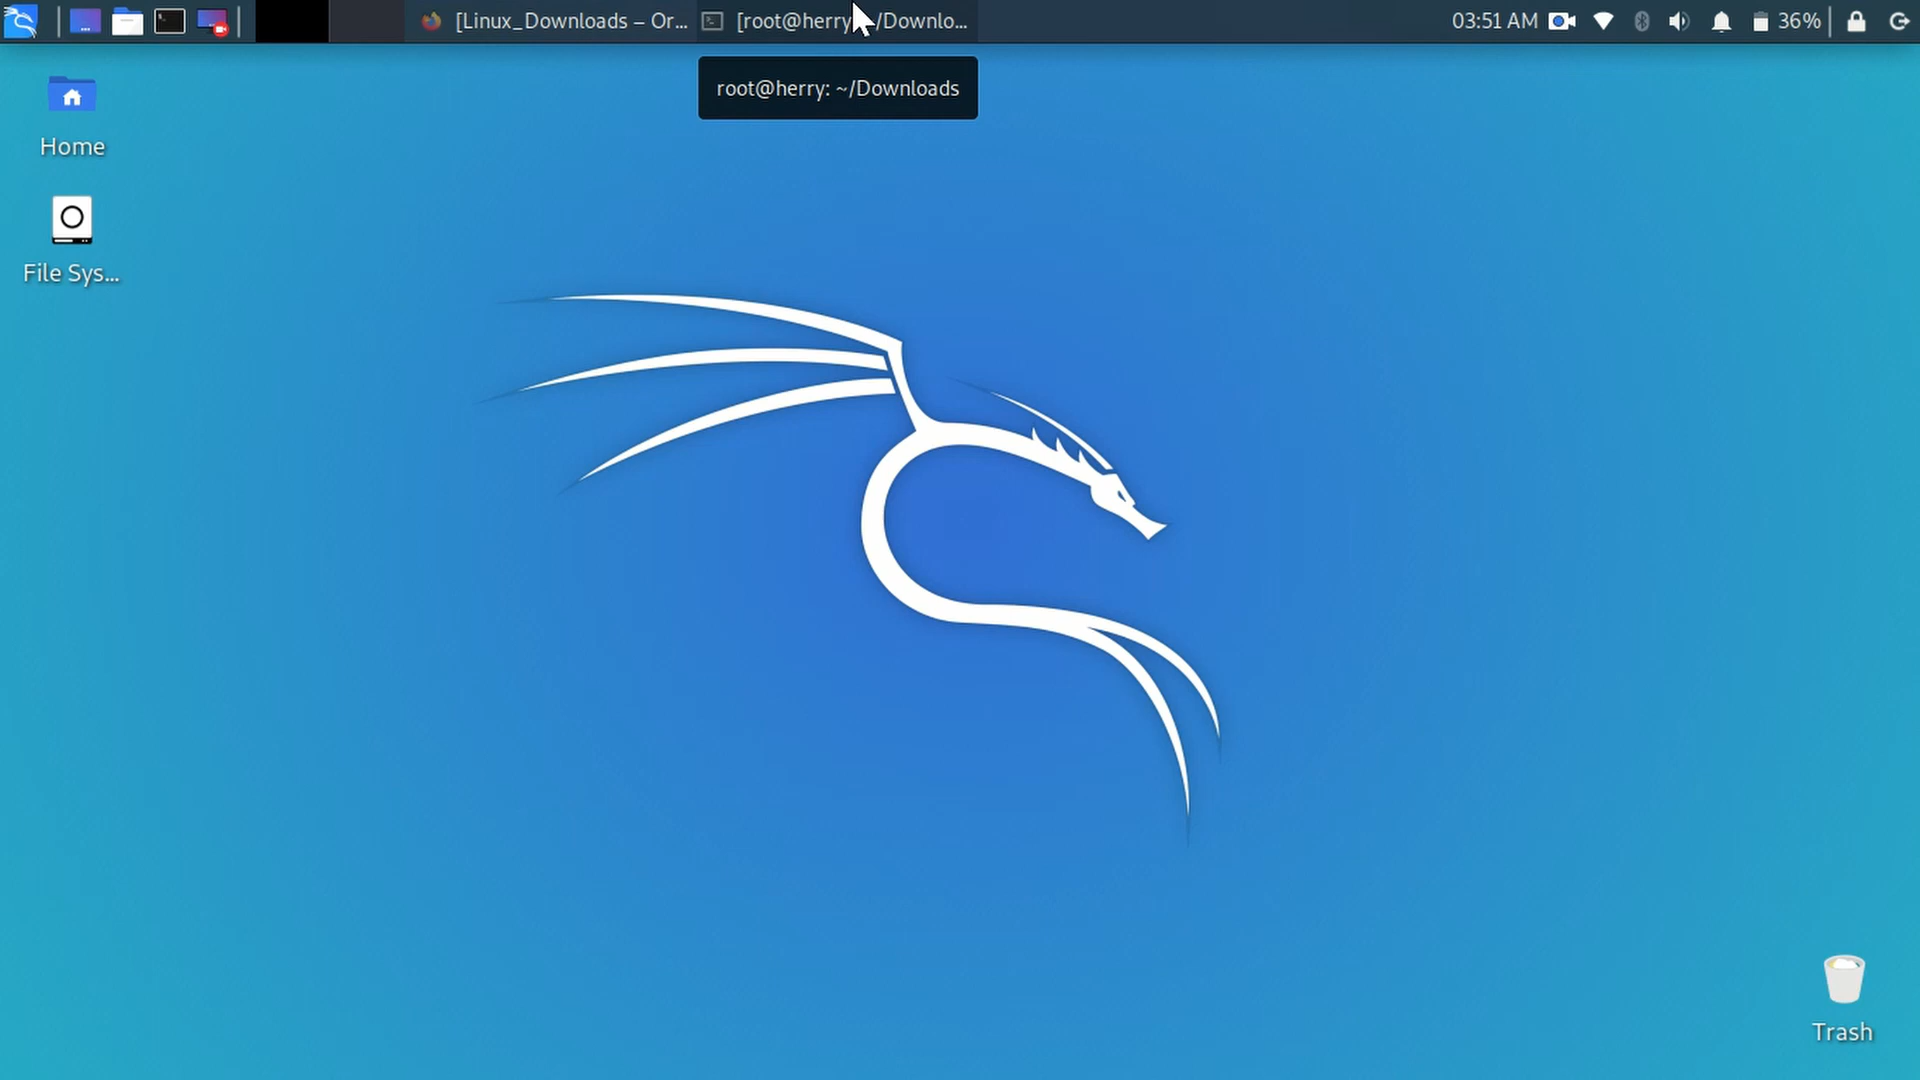 [Linux_Downloads – Or...
[root@herry: ~/Downlo...
03:51 AM
36%
root@herry: ~/Downloads
Home
File Sys...
Trash